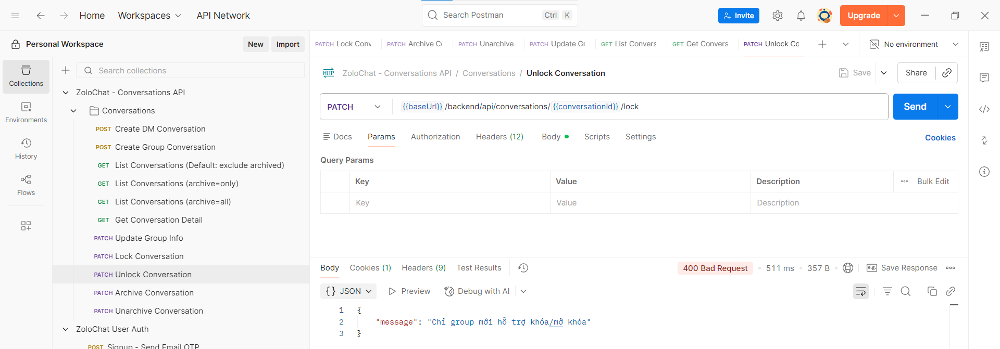 Home Workspaces API Network Search Postman Ctrl K Invite Upgrade
Personal Workspace New Import
PATCH Lock Conv PATCH Archive Co PATCH Unarchive PATCH Update Gr GET List Convers GET Get Convers PATCH Unlock Co No environment
Collections
Environments
History
Flows
Search collections
ZoloChat - Conversations API
Conversations
POST Create DM Conversation
POST Create Group Conversation
GET List Conversations (Default: exclude archived)
GET List Conversations (archive=only)
GET List Conversations (archive=all)
GET Get Conversation Detail
PATCH Update Group Info
PATCH Lock Conversation
PATCH Unlock Conversation
PATCH Archive Conversation
PATCH Unarchive Conversation
ZoloChat User Auth
POST Signup - Send Email OTP
HTTP ZoloChat - Conversations API / Conversations / Unlock Conversation Save Share
PATCH {{baseUrl}}/backend/api/conversations/{{conversationId}}/lock Send
Docs Params Authorization Headers (12) Body Scripts Settings Cookies
Query Params
Key Value Description Bulk Edit
Key Value Description
Body Cookies (1) Headers (9) Test Results 400 Bad Request 511 ms 357 B e.g. Save Response
{} JSON Preview Debug with AI
1 {
2 "message": "Chỉ group mới hỗ trợ khóa/mở khóa"
3 }